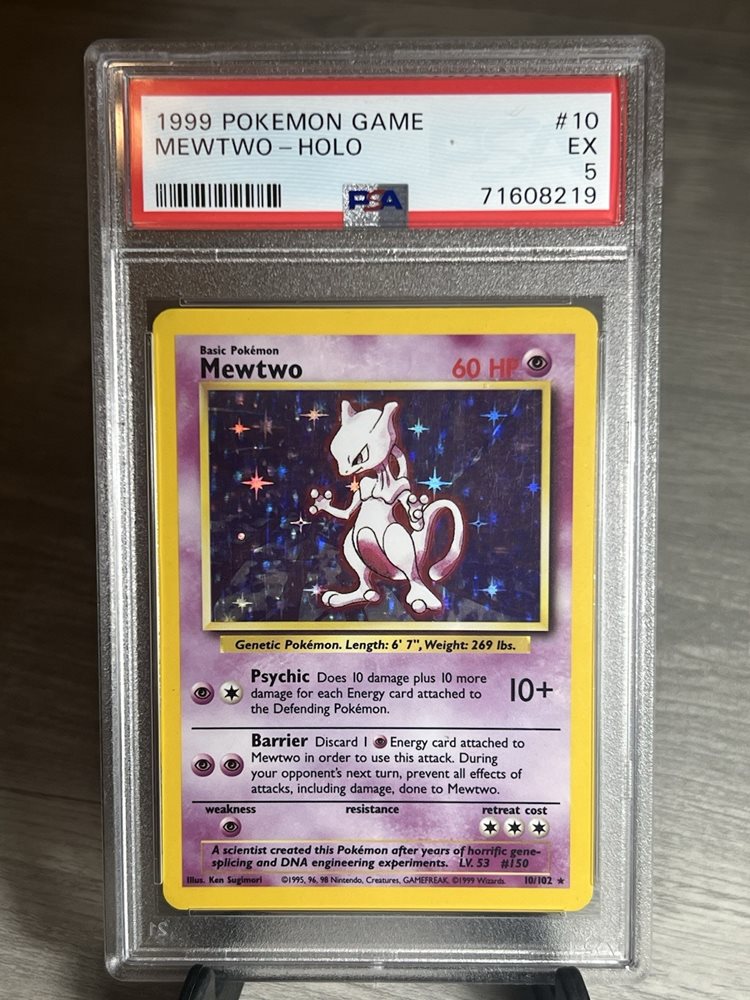 1999 POKEMON GAME #10
MEWTWO – HOLO EX
5
PSA 71608219
Basic Pokémon
Mewtwo 60 HP
Genetic Pokémon. Length: 6' 7", Weight: 269 lbs.
Psychic Does 10 damage plus 10 more
damage for each Energy card attached to
the Defending Pokémon.
10+
Barrier Discard 1 Energy card attached to
Mewtwo in order to use this attack. During
your opponent's next turn, prevent all effects of
attacks, including damage, done to Mewtwo.
weakness resistance retreat cost
A scientist created this Pokémon after years of horrific gene-
splicing and DNA engineering experiments. LV. 53 #150
Illus. Ken Sugimori ©1995, 96, 98 Nintendo, Creatures, GAMEFREAK. ©1999 Wizards. 10/102 ★